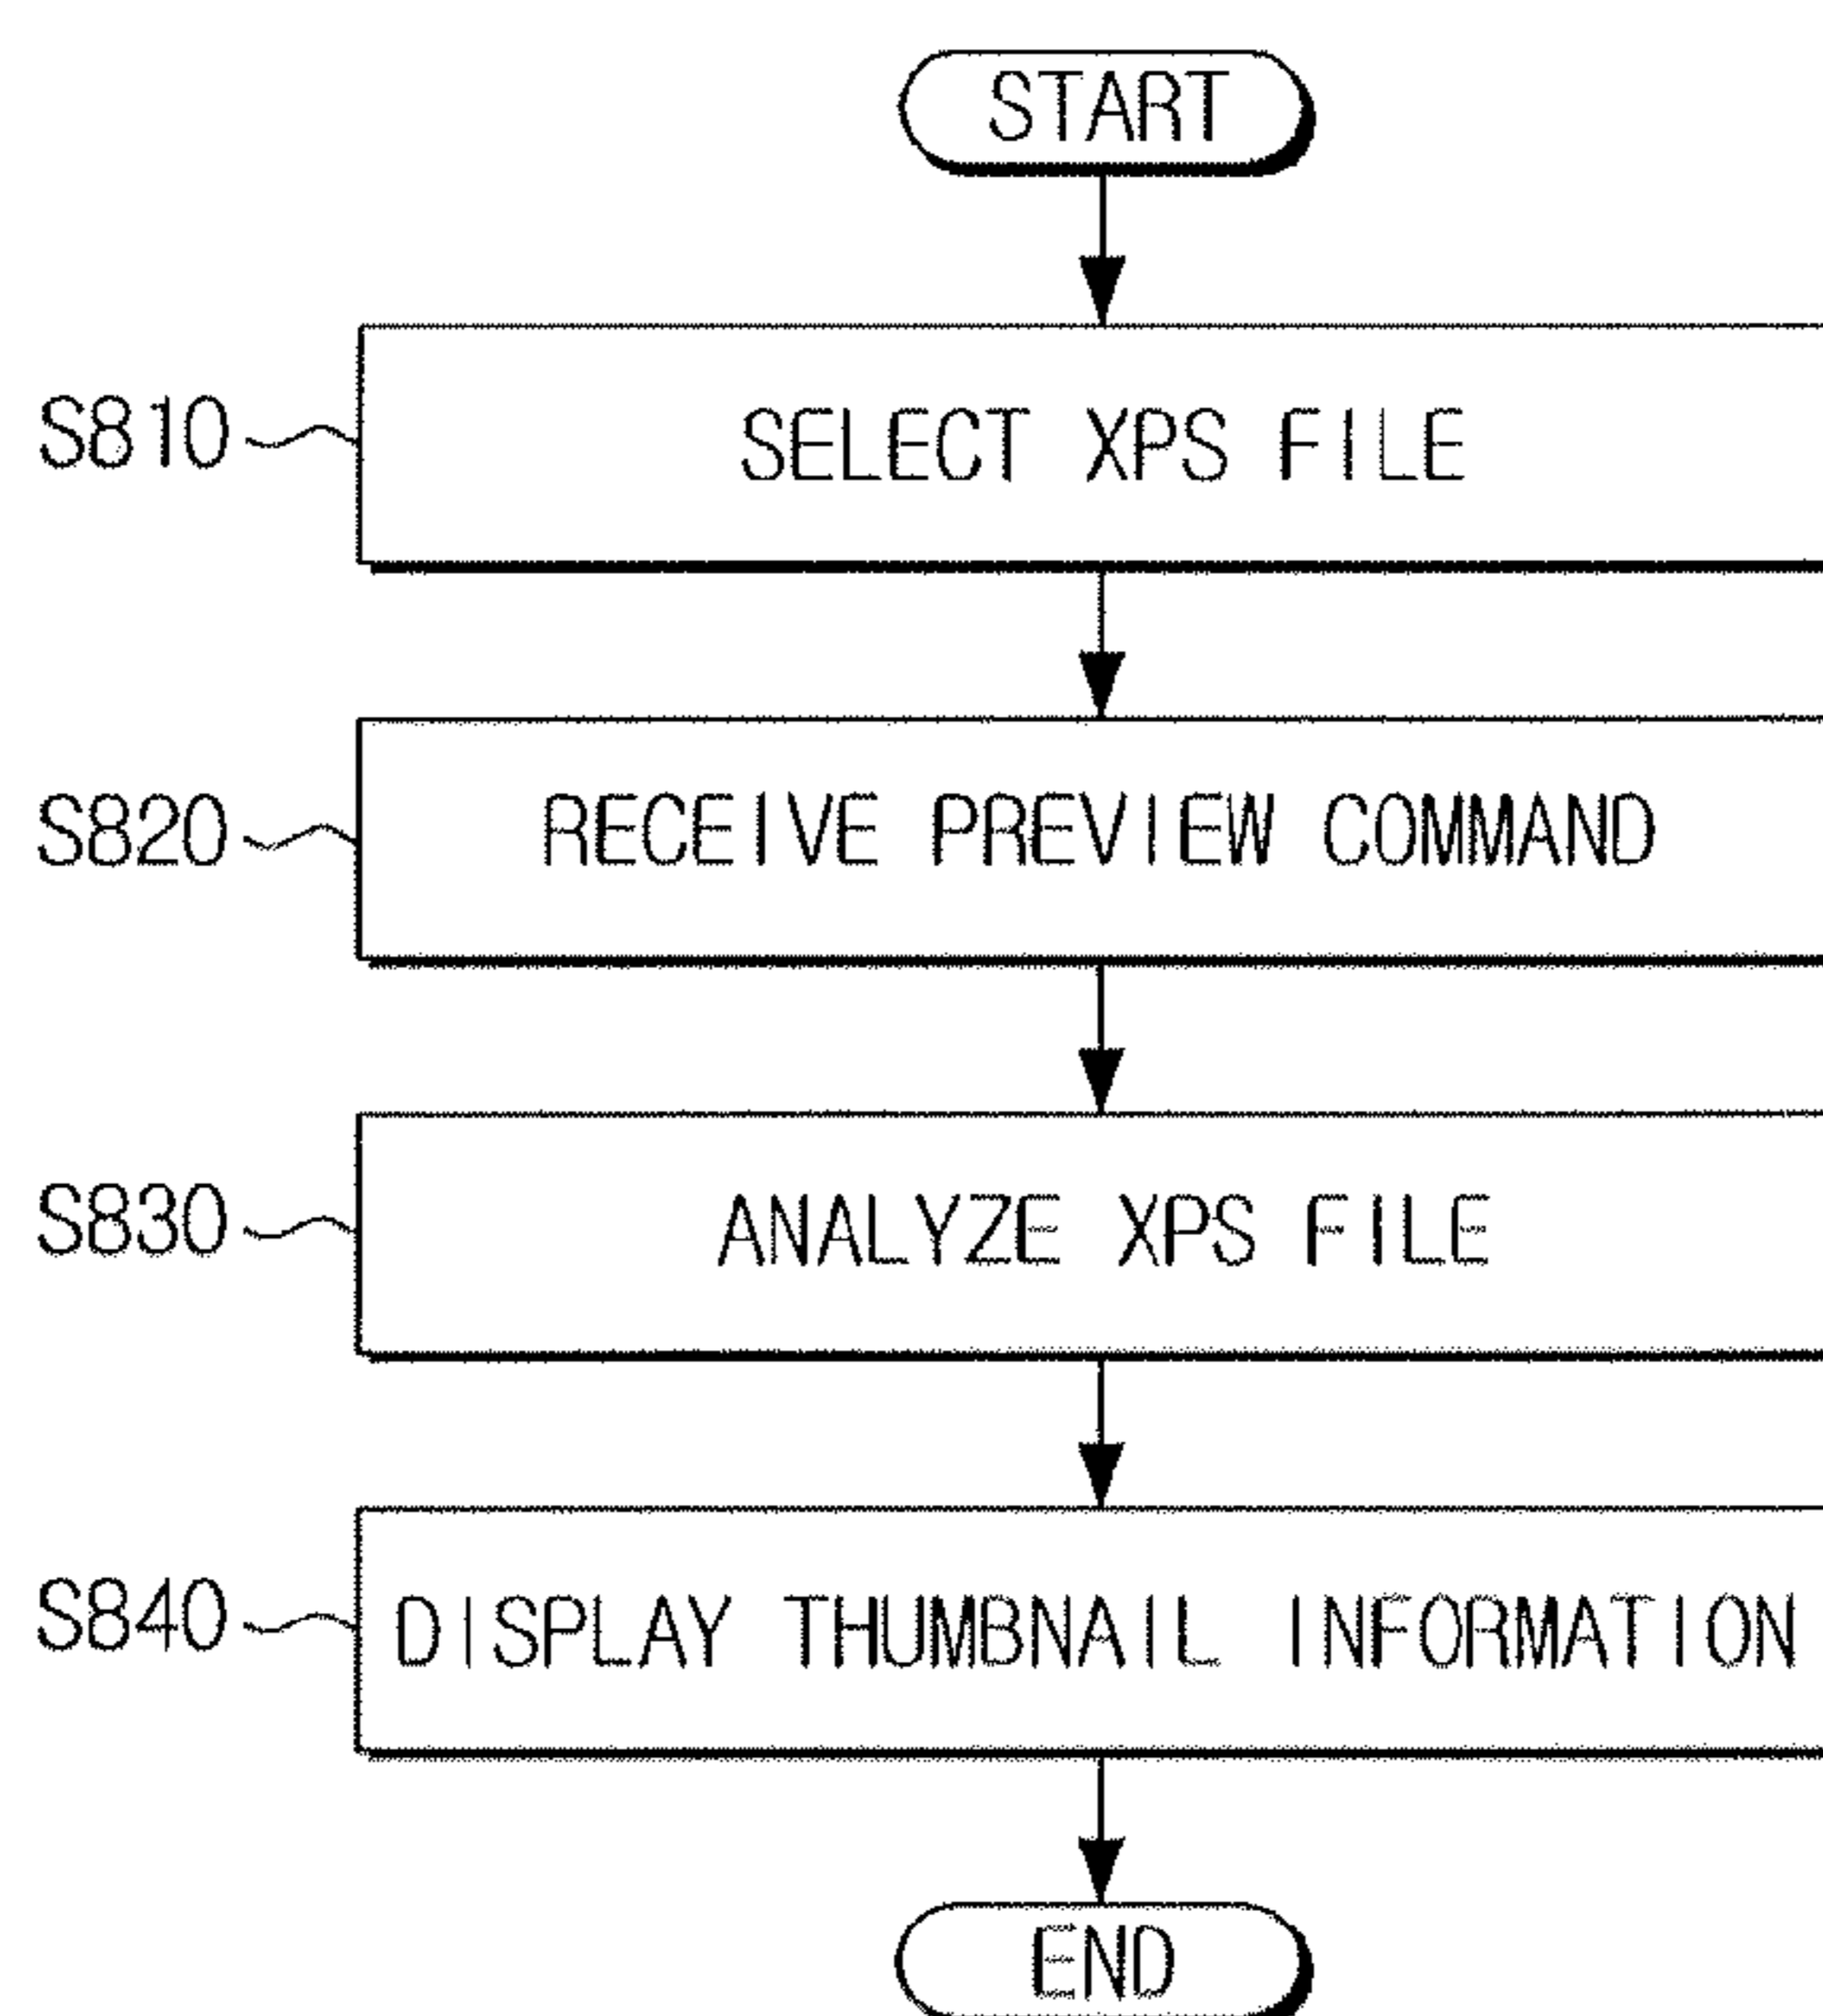 START
S810 SELECT XPS FILE
S820 RECEIVE PREVIEW COMMAND
S830 ANALYZE XPS FILE
S840 DISPLAY THUMBNAIL INFORMATION
END